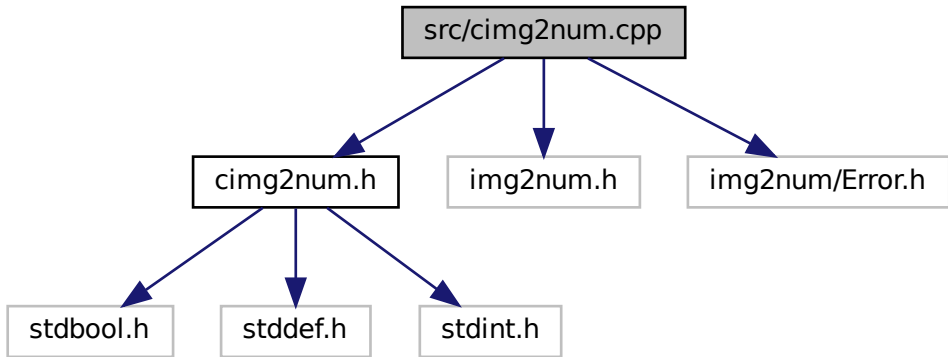 src/cimg2num.cpp
cimg2num.h
img2num.h
img2num/Error.h
stdbool.h
stddef.h
stdint.h